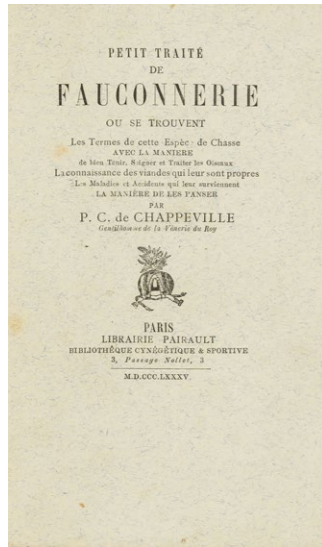 PETIT TRAITÉ
DE
FAUCONNERIE
OU SE TROUVENT
Les Termes de cette Espèce de Chasse
AVEC LA MANIERE
de bien Tenir, Soigner et Traiter les Oiseaux
La connaissance des viandes qui leur sont propres
Les Maladies et Accidents qui leur surviennent
LA MANIÈRE DE LES PANSER
PAR
P. C. de CHAPPEVILLE
Gentilhomme de la Vénerie du Roy
PARIS
LIBRAIRIE PAIRAULT
BIBLIOTHÈQUE CYNÉGÉTIQUE & SPORTIVE
3, Passage Nollet, 3
M.D.CCC.LXXXV.